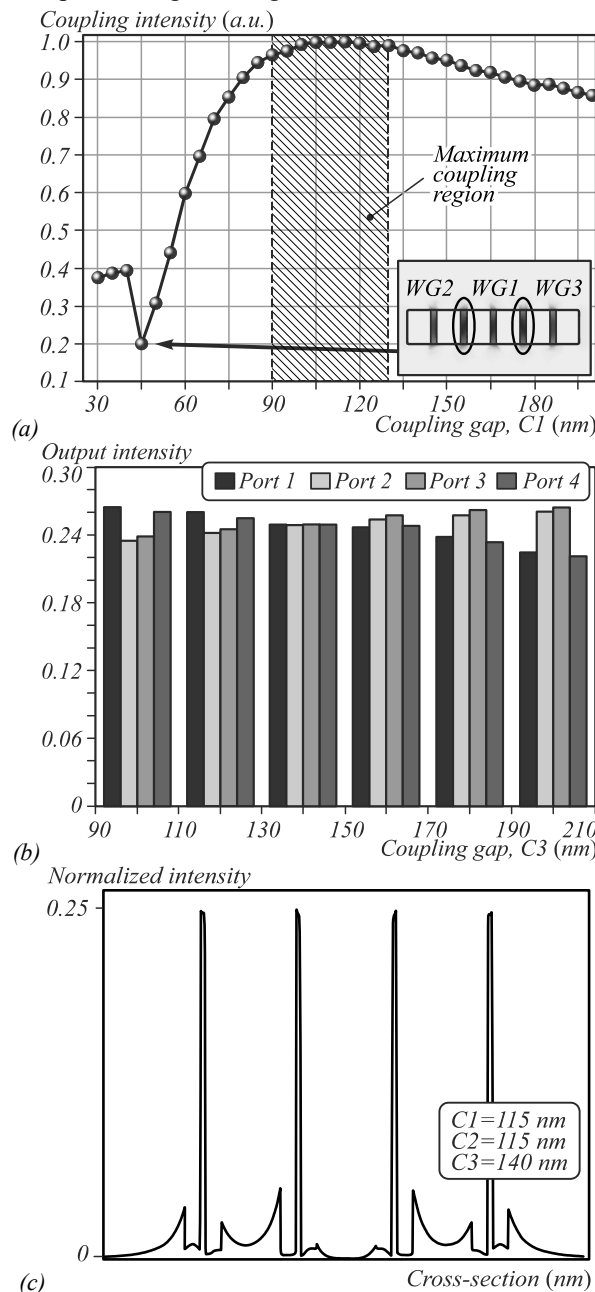 Coupling intensity (a.u.)
1.0
0.9
0.8
0.7
0.6
0.5
0.4
0.3
0.2
0.1
Maximum
coupling
region
WG2 WG1 WG3
30 60 90 120 150 180
(a)
Coupling gap, C1 (nm)
Output intensity
0.30
0.24
0.18
0.12
0.06
0
Port 1 Port 2 Port 3 Port 4
90 110 130 150 170 190 210
(b)
Coupling gap, C3 (nm)
Normalized intensity
0.25
0
C1=115 nm
C2=115 nm
C3=140 nm
(c)
Cross-section (nm)